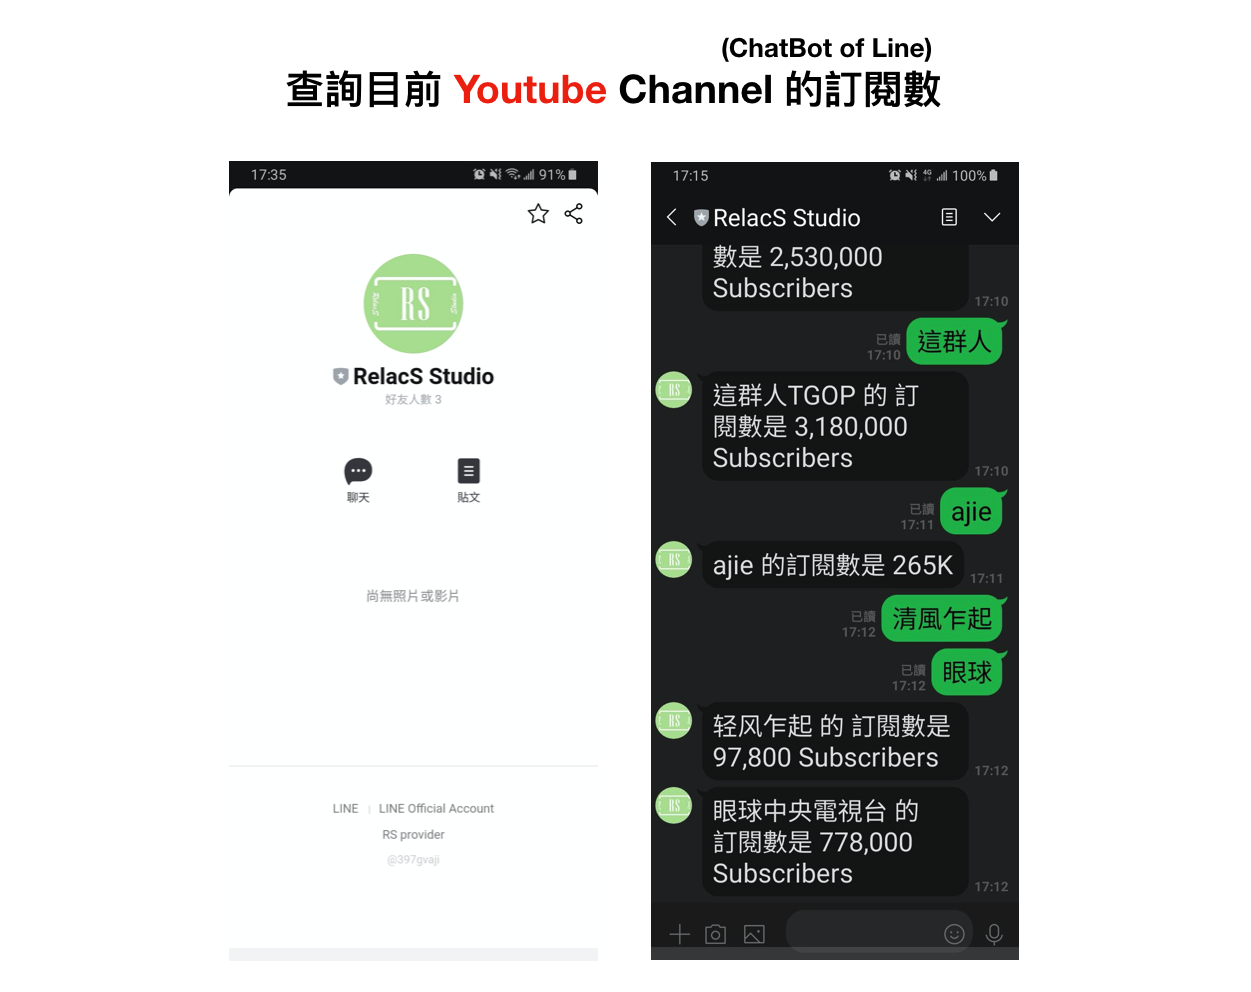 (ChatBot of Line)
查詢目前 Youtube Channel 的訂閱數
17:35
91%
RS
RelacS
Studio
RelacS Studio
好友人數 3
聊天
貼文
尚無照片或影片
LINE | LINE Official Account
RS provider
@397gvaji
17:15
4G
100%
RelacS Studio
數是 2,530,000
Subscribers
17:10
已讀
17:10
這群人
RS
這群人TGOP 的 訂
閱數是 3,180,000
Subscribers
17:10
已讀
17:11
ajie
RS
ajie 的訂閱數是 265K
17:11
已讀
17:12
清風乍起
已讀
17:12
眼球
RS
轻风乍起 的 訂閱數是
97,800 Subscribers
17:12
RS
眼球中央電視台 的
訂閱數是 778,000
Subscribers
17:12